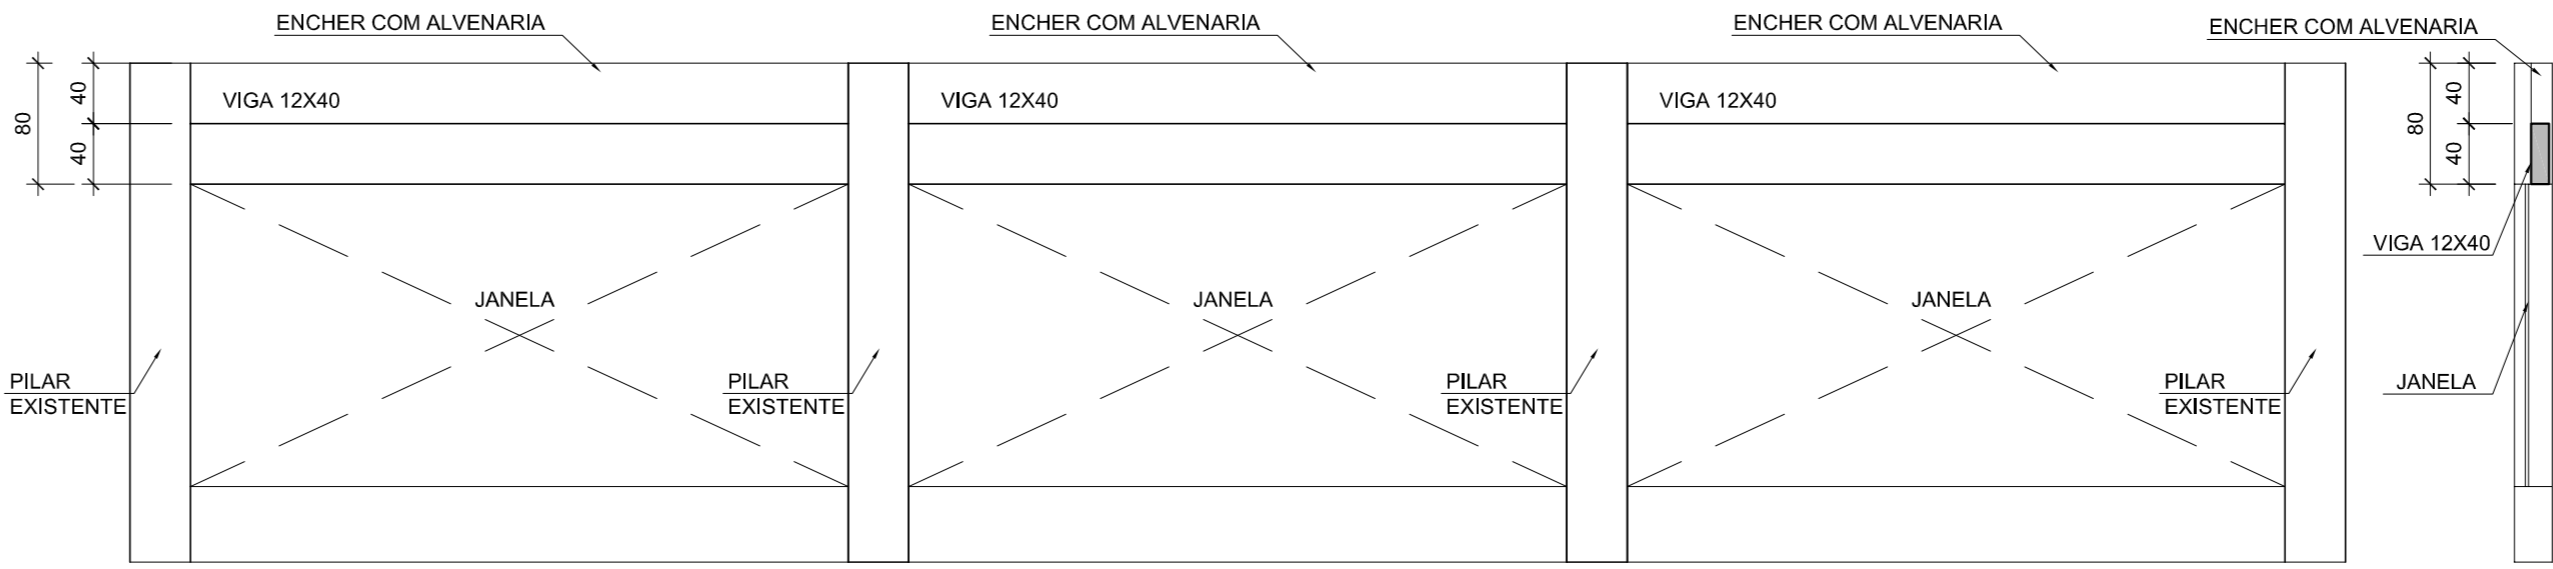 ENCHER COM ALVENARIA
ENCHER COM ALVENARIA
ENCHER COM ALVENARIA
ENCHER COM ALVENARIA
80
40
40
VIGA 12X40
VIGA 12X40
VIGA 12X40
80
40
40
VIGA 12X40
JANELA
JANELA
JANELA
JANELA
PILAR
EXISTENTE
PILAR
EXISTENTE
PILAR
EXISTENTE
PILAR
EXISTENTE